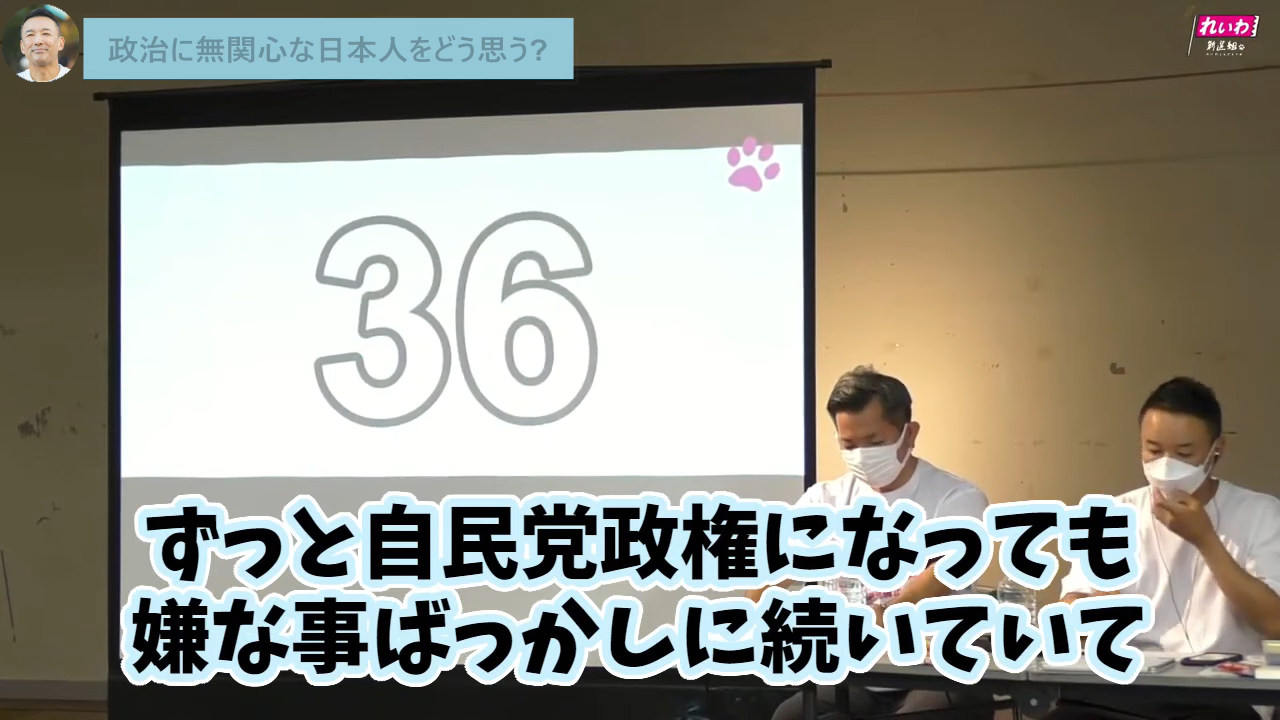 政治に無関心な日本人をどう思う?
れいわ
新選組
36
ずっと自民党政権になっても
嫌な事ばっかしに続いていて